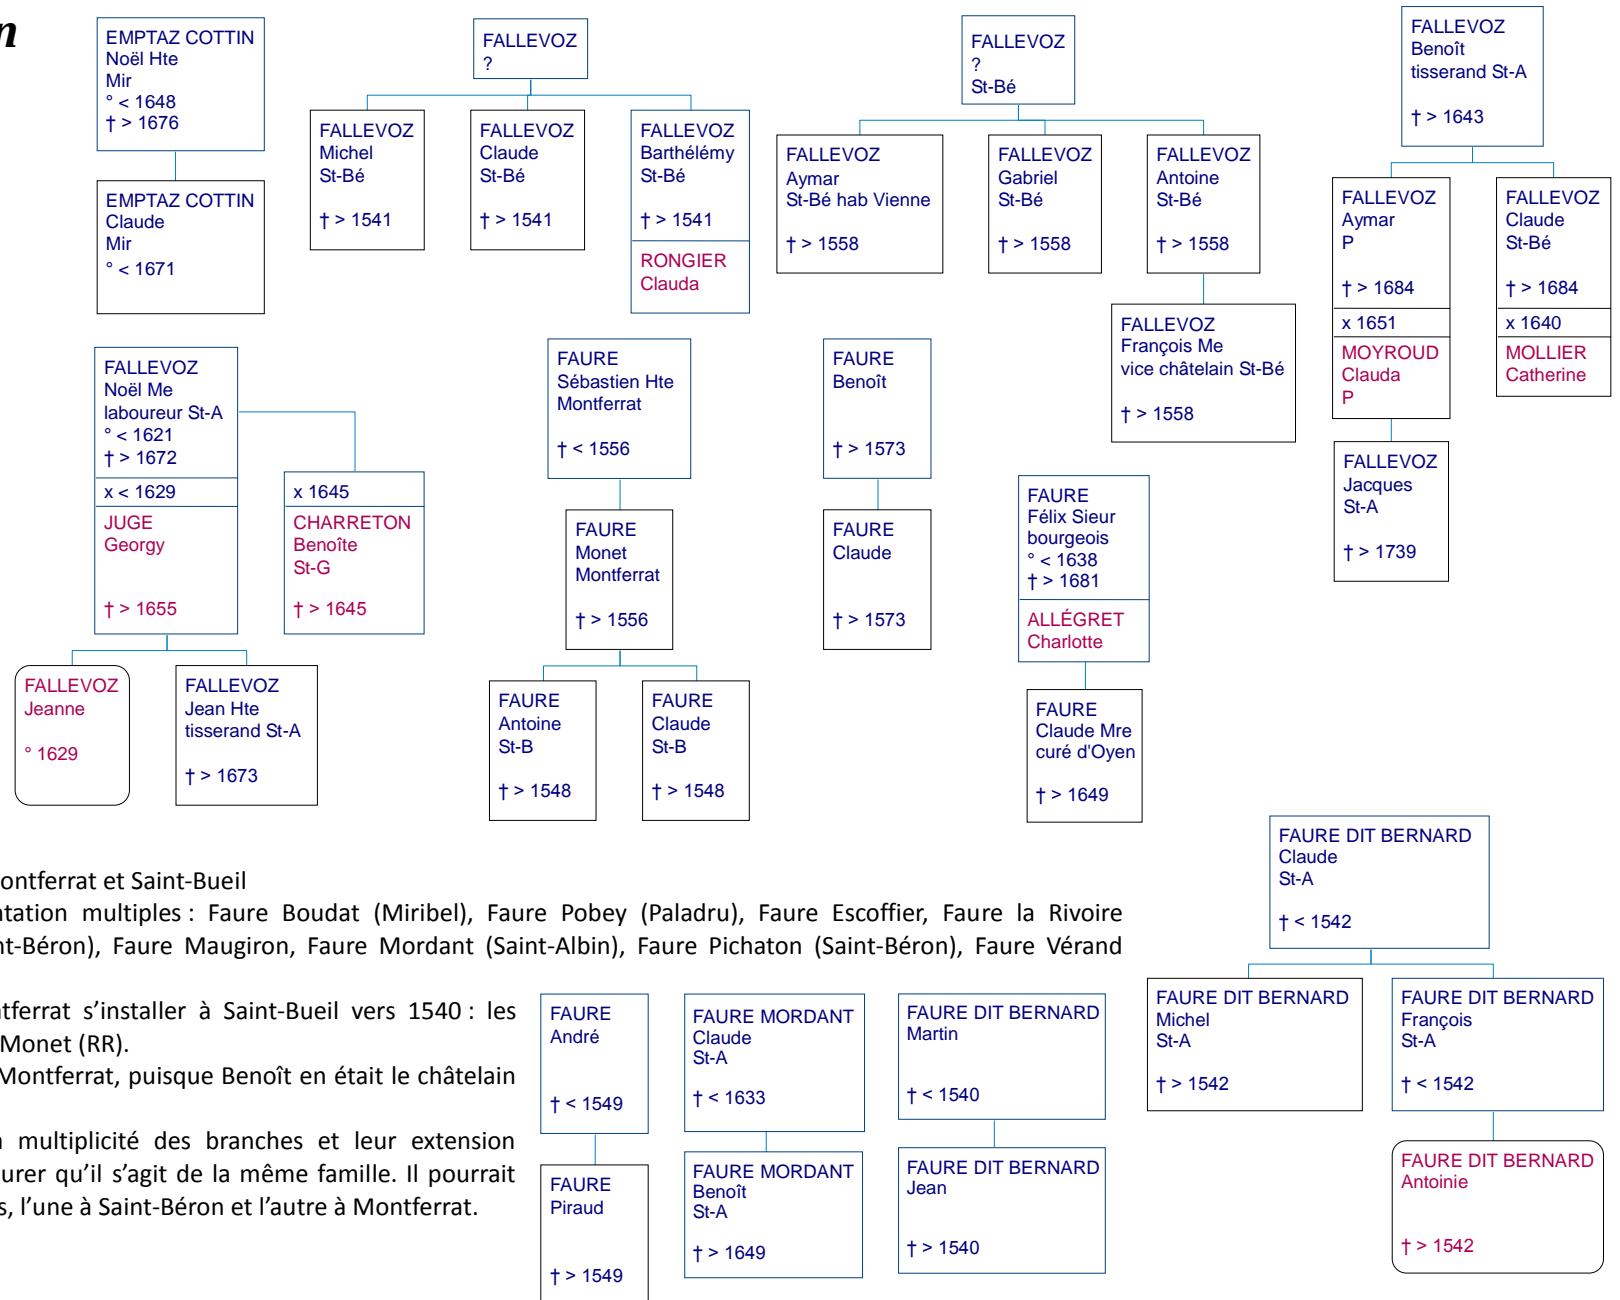 n
EMPTAZ COTTIN
Noël Hte
Mir
° < 1648
† > 1676
EMPTAZ COTTIN
Claude
Mir
° < 1671
FALLEVOZ
?
FALLEVOZ
Michel
St-Bé
† > 1541
FALLEVOZ
Claude
St-Bé
† > 1541
FALLEVOZ
Barthélémy
St-Bé
† > 1541
RONGIER
Clauda
FALLEVOZ
?
St-Bé
FALLEVOZ
Aymar
St-Bé hab Vienne
† > 1558
FALLEVOZ
Gabriel
St-Bé
† > 1558
FALLEVOZ
Antoine
St-Bé
† > 1558
FALLEVOZ
François Me
vice châtelain St-Bé
† > 1558
FALLEVOZ
Benoît
tisserand St-A
† > 1643
FALLEVOZ
Aymar
P
† > 1684
x 1651
MOYROUD
Clauda
P
FALLEVOZ
Claude
St-Bé
† > 1684
x 1640
MOLLIER
Catherine
FALLEVOZ
Jacques
St-A
† > 1739
FALLEVOZ
Noël Me
laboureur St-A
° < 1621
† > 1672
x < 1629
JUGE
Georgy
† > 1655
x 1645
CHARRETON
Benoîte
St-G
† > 1645
FALLEVOZ
Jeanne
° 1629
FALLEVOZ
Jean Hte
tisserand St-A
† > 1673
FAURE
Sébastien Hte
Montferrat
† < 1556
FAURE
Monet
Montferrat
† > 1556
FAURE
Antoine
St-B
† > 1548
FAURE
Claude
St-B
† > 1548
FAURE
Benoît
† > 1573
FAURE
Claude
† > 1573
FAURE
Félix Sieur
bourgeois
° < 1638
† > 1681
ALLÉGRET
Charlotte
FAURE
Claude Mre
curé d'Oyen
† > 1649
ontferrat et Saint-Bueil
ntation multiples : Faure Boudat (Miribel), Faure Pobey (Paladru), Faure Escoffier, Faure la Rivoire
nt-Béron), Faure Maugiron, Faure Mordant (Saint-Albin), Faure Pichaton (Saint-Béron), Faure Vérand
ntferrat s’installer à Saint-Bueil vers 1540 : les
Monet (RR).
Montferrat, puisque Benoît en était le châtelain
a multiplicité des branches et leur extension
urer qu’il s’agit de la même famille. Il pourrait
s, l’une à Saint-Béron et l’autre à Montferrat.
FAURE
André
† < 1549
FAURE
Piraud
† > 1549
FAURE MORDANT
Claude
St-A
† < 1633
FAURE MORDANT
Benoît
St-A
† > 1649
FAURE DIT BERNARD
Martin
† < 1540
FAURE DIT BERNARD
Jean
† > 1540
FAURE DIT BERNARD
Claude
St-A
† < 1542
FAURE DIT BERNARD
Michel
St-A
† > 1542
FAURE DIT BERNARD
François
St-A
† < 1542
FAURE DIT BERNARD
Antoinie
† > 1542